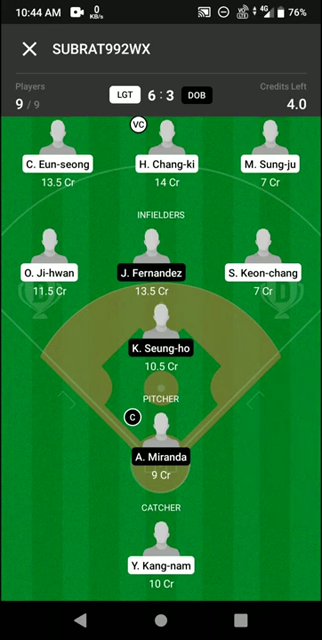 10:44 AM 0 KB/s 4G 76%
SUBRAT992WX
Players Credits Left
9 / 9 LGT 6 : 3 DOB 4.0
VC
C. Eun-seong H. Chang-ki M. Sung-ju
13.5 Cr 14 Cr 7 Cr
INFIELDERS
O. Ji-hwan J. Fernandez S. Keon-chang
11.5 Cr 13.5 Cr 7 Cr
K. Seung-ho
10.5 Cr
PITCHER
C
A. Miranda
9 Cr
CATCHER
Y. Kang-nam
10 Cr